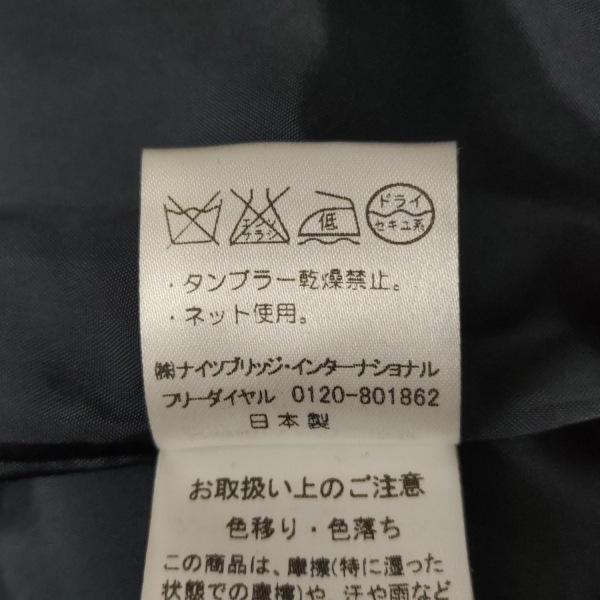 エンソ
サラシ
低
ドライ
セキユ系
・タンブラー乾燥禁止。
・ネット使用。
㈱ナイツブリッジ・インターナショナル
フリーダイヤル 0120-801862
日本製
お取扱い上のご注意
色移り・色落ち
この商品は、摩擦(特に湿った
状態での摩擦)や、汗や雨など